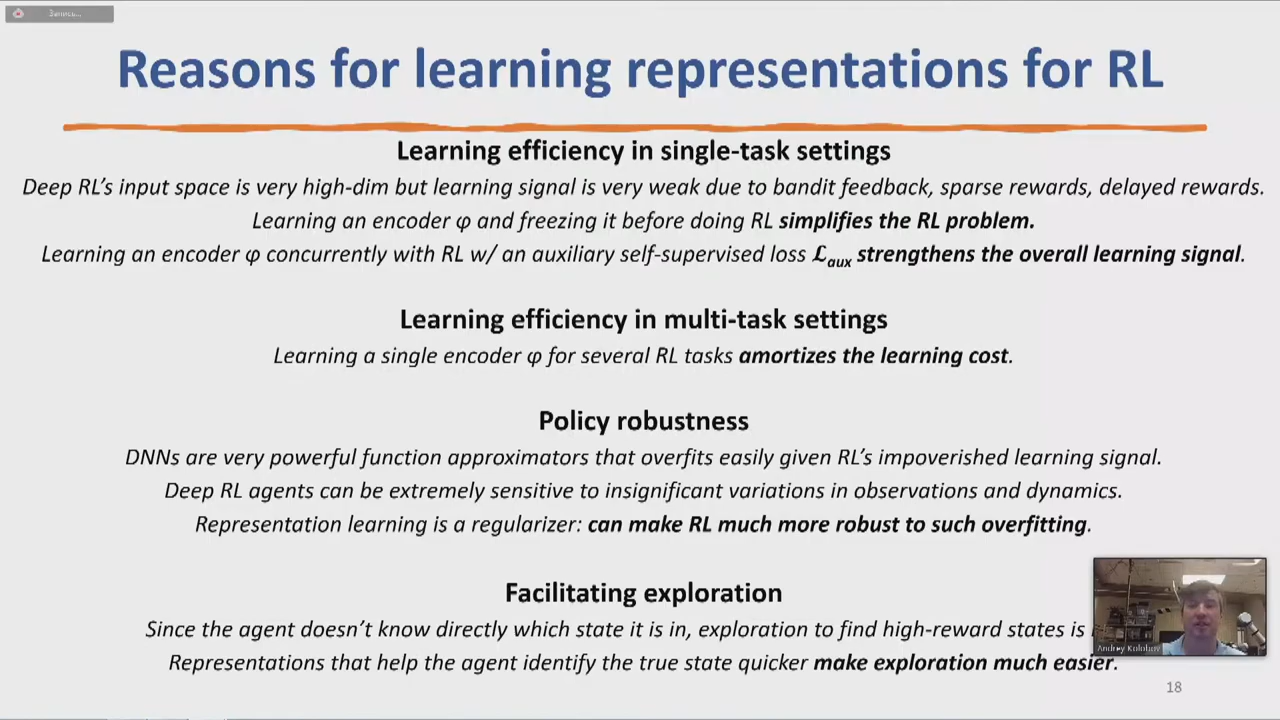 Запись...
Reasons for learning representations for RL
Learning efficiency in single-task settings
Deep RL’s input space is very high-dim but learning signal is very weak due to bandit feedback, sparse rewards, delayed rewards.
Learning an encoder φ and freezing it before doing RL simplifies the RL problem.
Learning an encoder φ concurrently with RL w/ an auxiliary self-supervised loss ℒaux strengthens the overall learning signal.
Learning efficiency in multi-task settings
Learning a single encoder φ for several RL tasks amortizes the learning cost.
Policy robustness
DNNs are very powerful function approximators that overfits easily given RL’s impoverished learning signal.
Deep RL agents can be extremely sensitive to insignificant variations in observations and dynamics.
Representation learning is a regularizer: can make RL much more robust to such overfitting.
Facilitating exploration
Since the agent doesn’t know directly which state it is in, exploration to find high-reward states is
Representations that help the agent identify the true state quicker make exploration much easier.
Andrey Kolobov
18